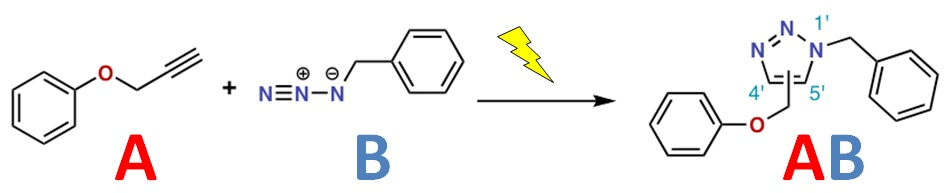 O
+
N≡N–N
⊕ ⊖
N N N 1'
4' 5'
O
A B AB